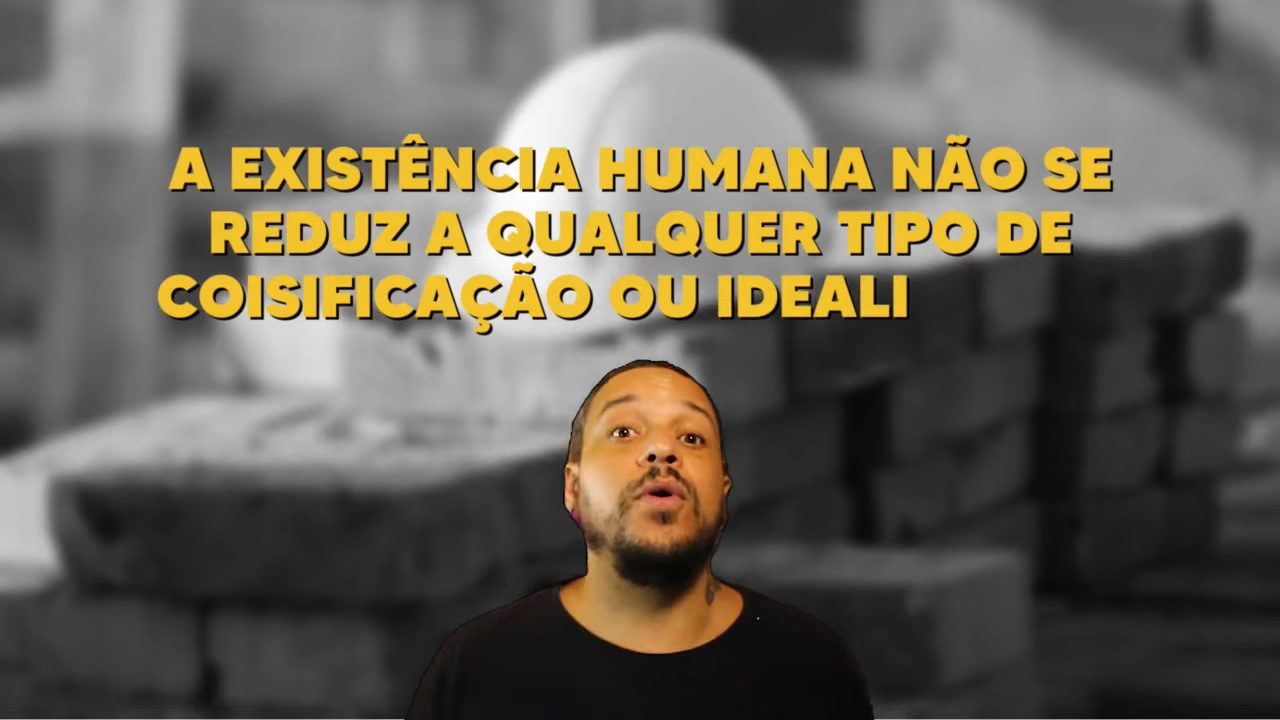 A EXISTÊNCIA HUMANA NÃO SE
REDUZ A QUALQUER TIPO DE
COISIFICAÇÃO OU IDEALI